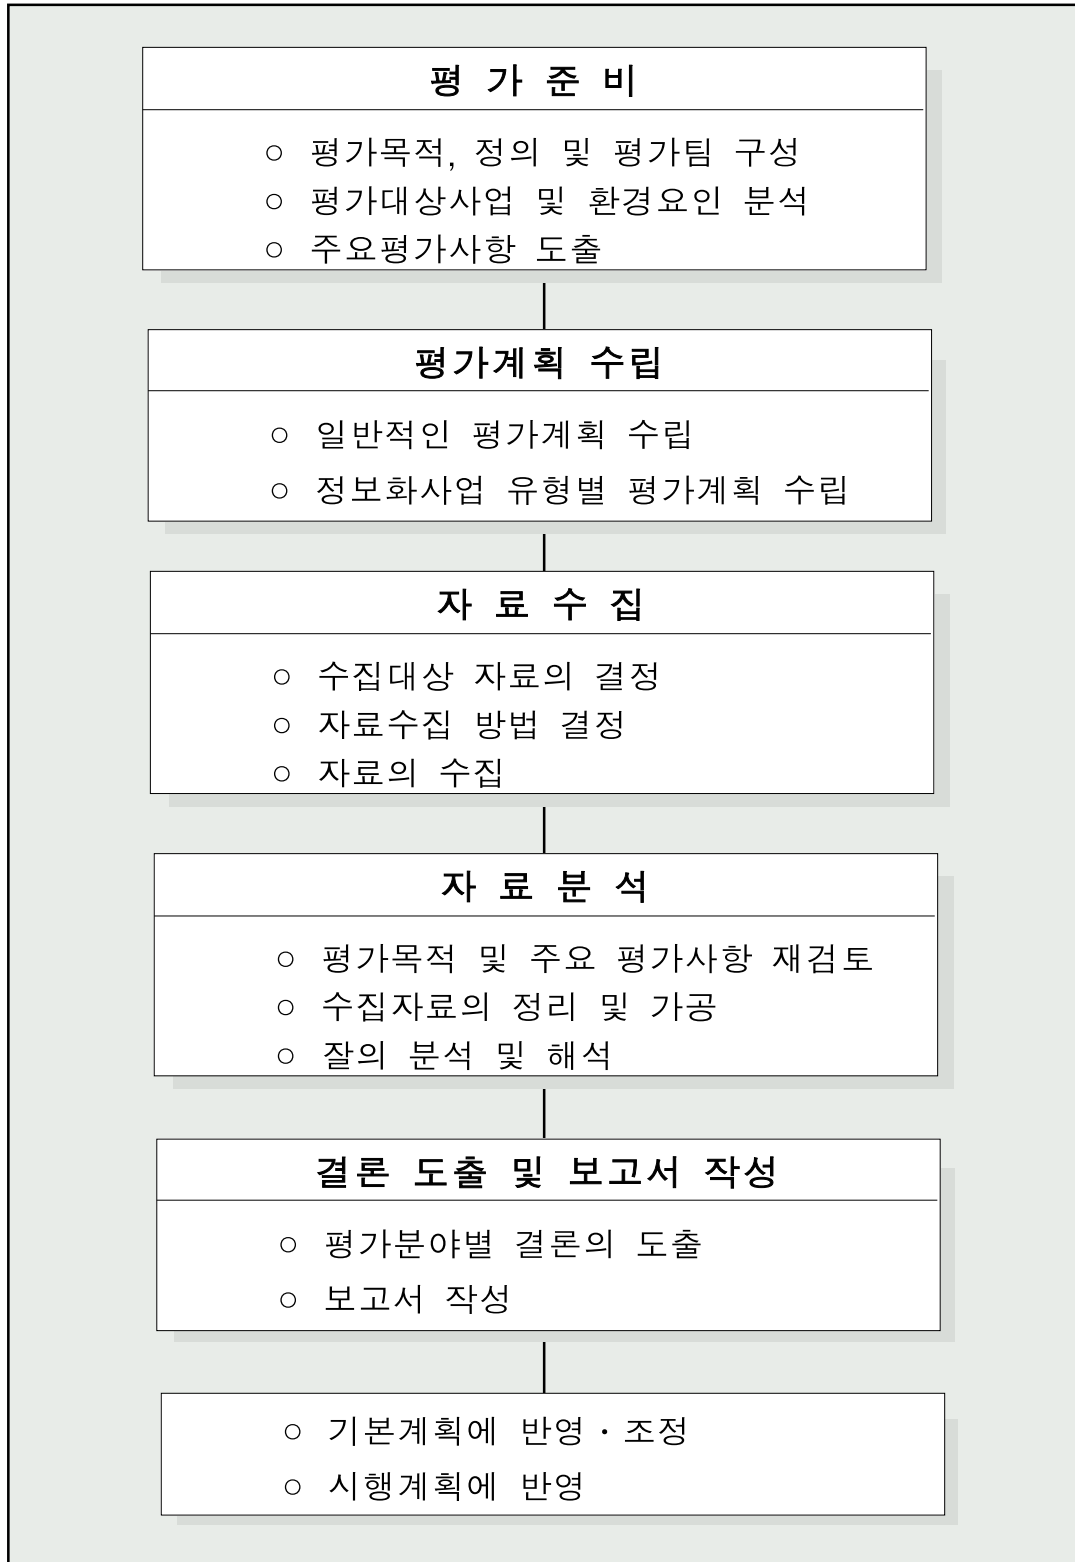 평 가 준 비
○ 평가목적, 정의 및 평가팀 구성
○ 평가대상사업 및 환경요인 분석
○ 주요평가사항 도출
평가계획 수립
○ 일반적인 평가계획 수립
○ 정보화사업 유형별 평가계획 수립
자 료 수 집
○ 수집대상 자료의 결정
○ 자료수집 방법 결정
○ 자료의 수집
자 료 분 석
○ 평가목적 및 주요 평가사항 재검토
○ 수집자료의 정리 및 가공
○ 잘의 분석 및 해석
결론 도출 및 보고서 작성
○ 평가분야별 결론의 도출
○ 보고서 작성
○ 기본계획에 반영·조정
○ 시행계획에 반영